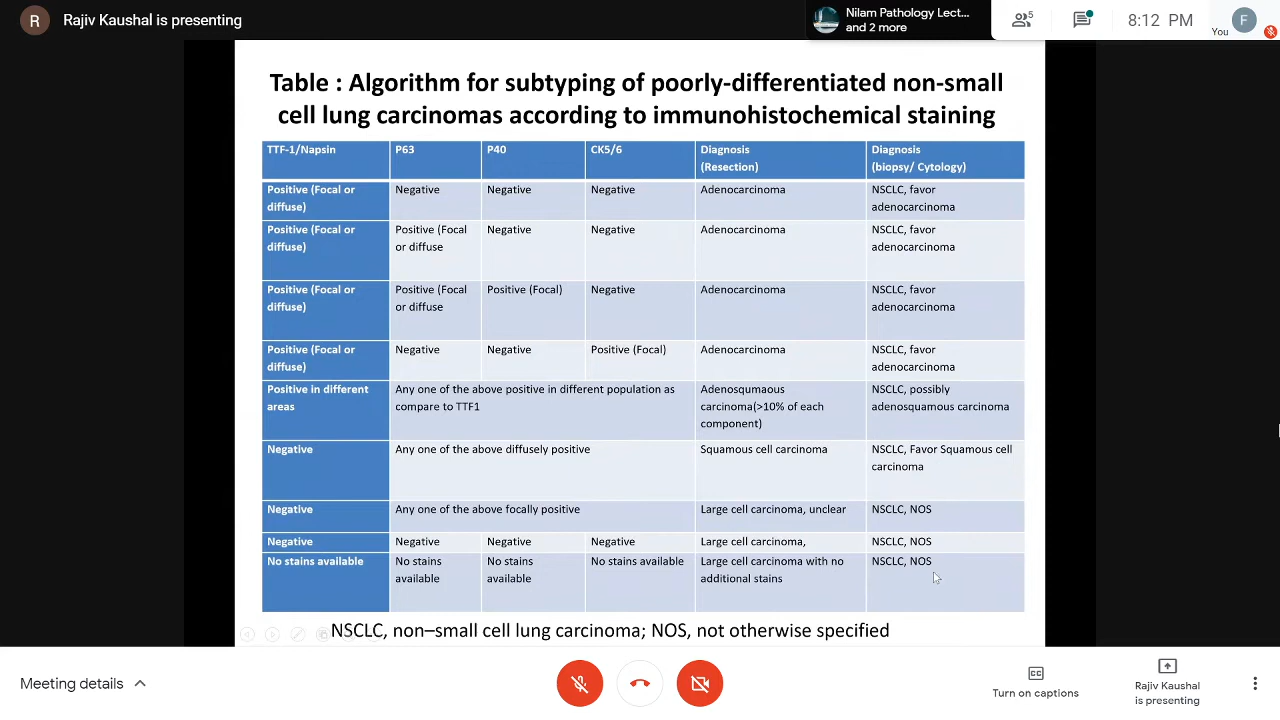 R
Rajiv Kaushal is presenting
Nilam Pathology Lect...
and 2 more
5
8:12 PM
You
F
Table : Algorithm for subtyping of poorly-differentiated non-small
cell lung carcinomas according to immunohistochemical staining
TTF-1/Napsin P63 P40 CK5/6 Diagnosis (Resection) Diagnosis (biopsy/ Cytology)
Positive (Focal or diffuse) Negative Negative Negative Adenocarcinoma NSCLC, favor adenocarcinoma
Positive (Focal or diffuse) Positive (Focal or diffuse Negative Negative Adenocarcinoma NSCLC, favor adenocarcinoma
Positive (Focal or diffuse) Positive (Focal or diffuse Positive (Focal) Negative Adenocarcinoma NSCLC, favor adenocarcinoma
Positive (Focal or diffuse) Negative Negative Positive (Focal) Adenocarcinoma NSCLC, favor adenocarcinoma
Positive in different areas Any one of the above positive in different population as compare to TTF1 Adenosqumaous carcinoma(>10% of each component) NSCLC, possibly adenosquamous carcinoma
Negative Any one of the above diffusely positive Squamous cell carcinoma NSCLC, Favor Squamous cell carcinoma
Negative Any one of the above focally positive Large cell carcinoma, unclear NSCLC, NOS
Negative Negative Negative Negative Large cell carcinoma, NSCLC, NOS
No stains available No stains available No stains available No stains available Large cell carcinoma with no additional stains NSCLC, NOS
NSCLC, non–small cell lung carcinoma; NOS, not otherwise specified
Meeting details
CC
Turn on captions
Rajiv Kaushal
is presenting